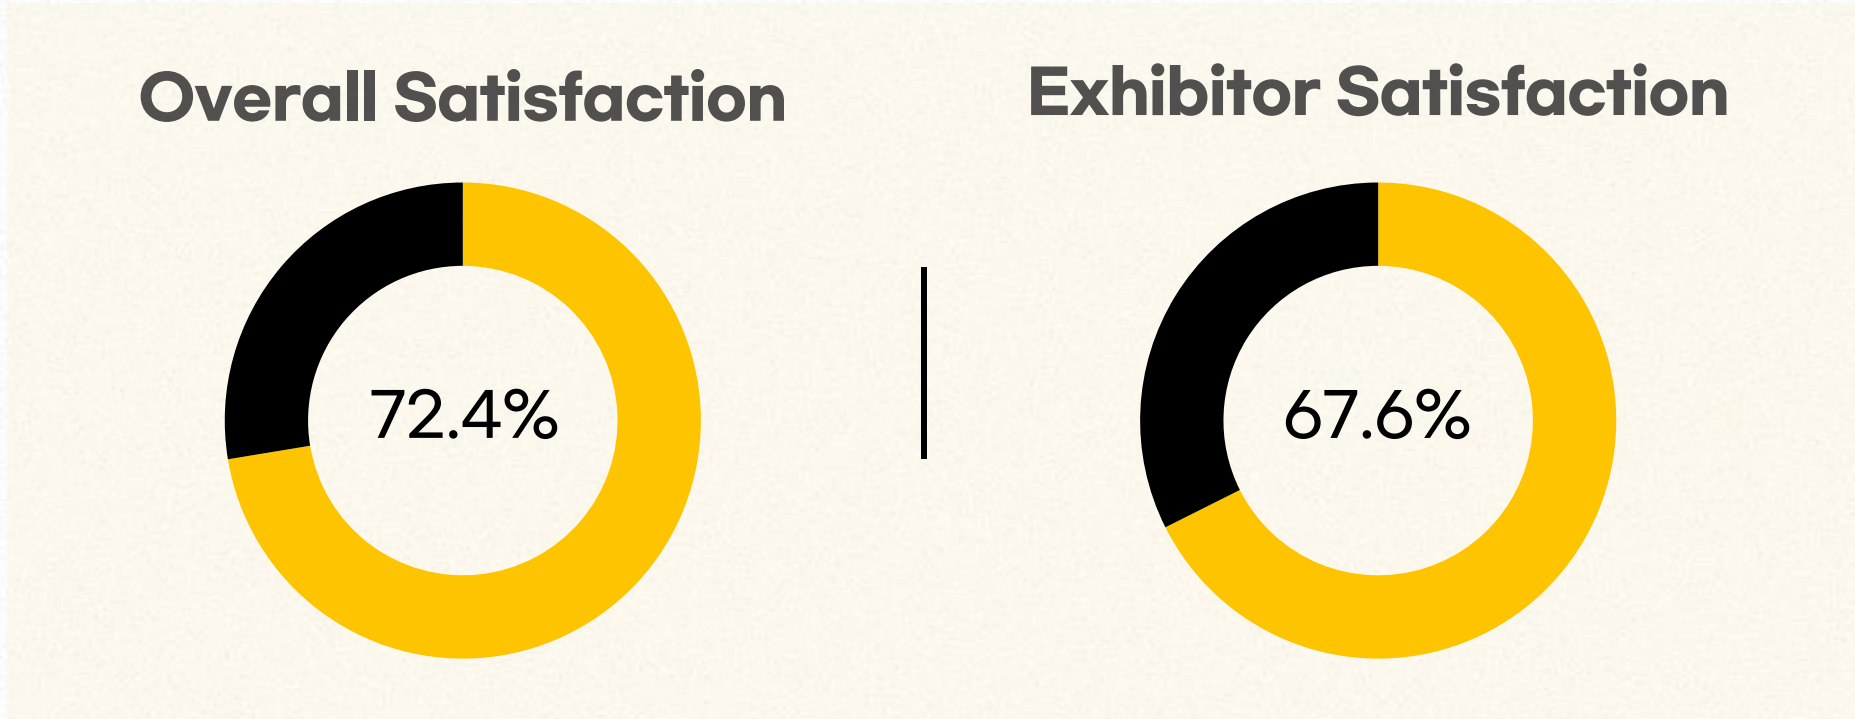 Overall Satisfaction
72.4%
Exhibitor Satisfaction
67.6%